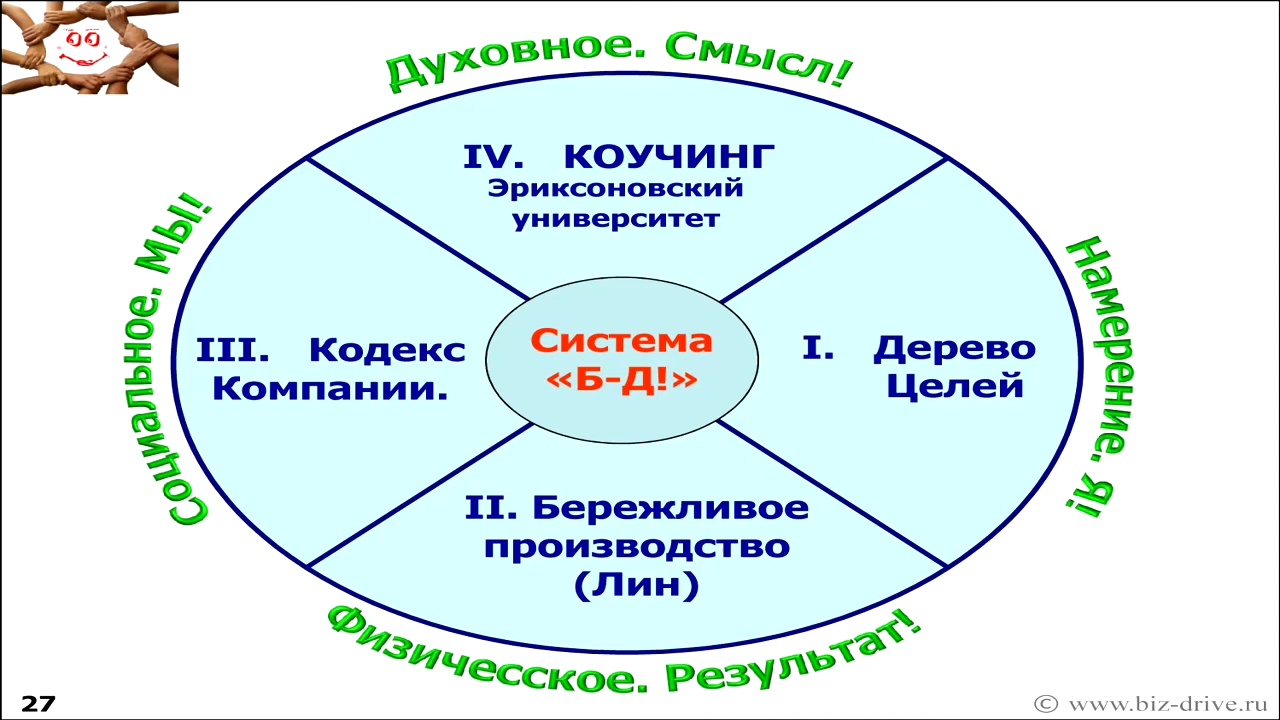 Духовное. Смысл!
IV. КОУЧИНГ
Эриксоновский
университет
Социальное. МЫ!
Намерение. Я!
III. Кодекс
Компании.
Система
«Б-Д!»
I. Дерево
Целей
II. Бережливое
производство
(Лин)
Физичесское. Результат!
27
© www.biz-drive.ru